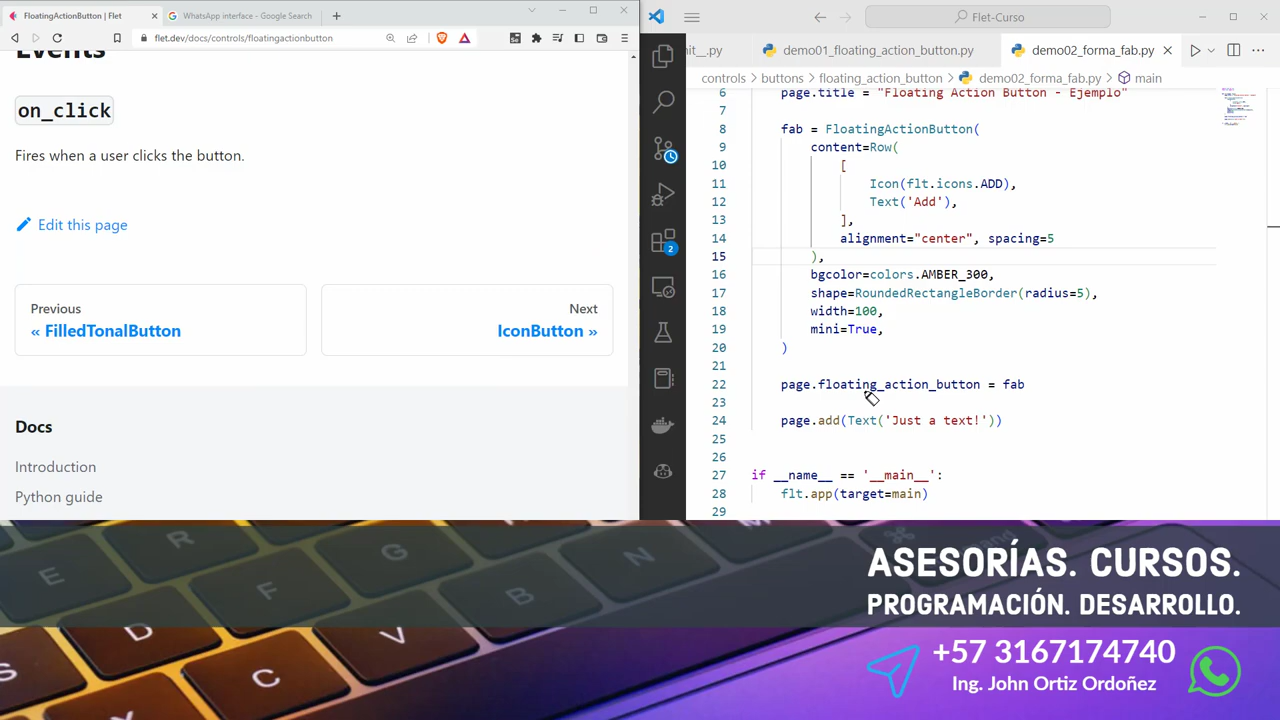 FloatingActionButton | Flet
WhatsApp interface - Google Search
flet.dev/docs/controls/floatingactionbutton
Events
on_click
Fires when a user clicks the button.
Edit this page
Previous
« FilledTonalButton
Next
IconButton »
Docs
Introduction
Python guide
Flet-Curso
nit__.py
demo01_floating_action_button.py
demo02_forma_fab.py
controls
buttons
floating_action_button
demo02_forma_fab.py
main
2
6 page.title = "Floating Action Button - Ejemplo"
7
8 fab = FloatingActionButton(
9 content=Row(
10 [
11 Icon(flt.icons.ADD),
12 Text('Add'),
13 ],
14 alignment="center", spacing=5
15 ),
16 bgcolor=colors.AMBER_300,
17 shape=RoundedRectangleBorder(radius=5),
18 width=100,
19 mini=True,
20 )
21
22 page.floating_action_button = fab
23
24 page.add(Text('Just a text!'))
25
26
27 if __name__ == '__main__':
28 flt.app(target=main)
29
ASESORÍAS. CURSOS.
PROGRAMACIÓN. DESARROLLO.
+57 3167174740
Ing. John Ortiz Ordoñez